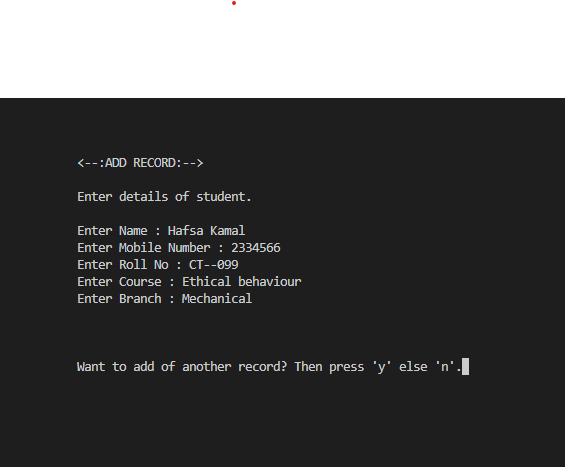 <--:ADD RECORD:-->
Enter details of student.
Enter Name : Hafsa Kamal
Enter Mobile Number : 2334566
Enter Roll No : CT--099
Enter Course : Ethical behaviour
Enter Branch : Mechanical
Want to add of another record? Then press 'y' else 'n'.